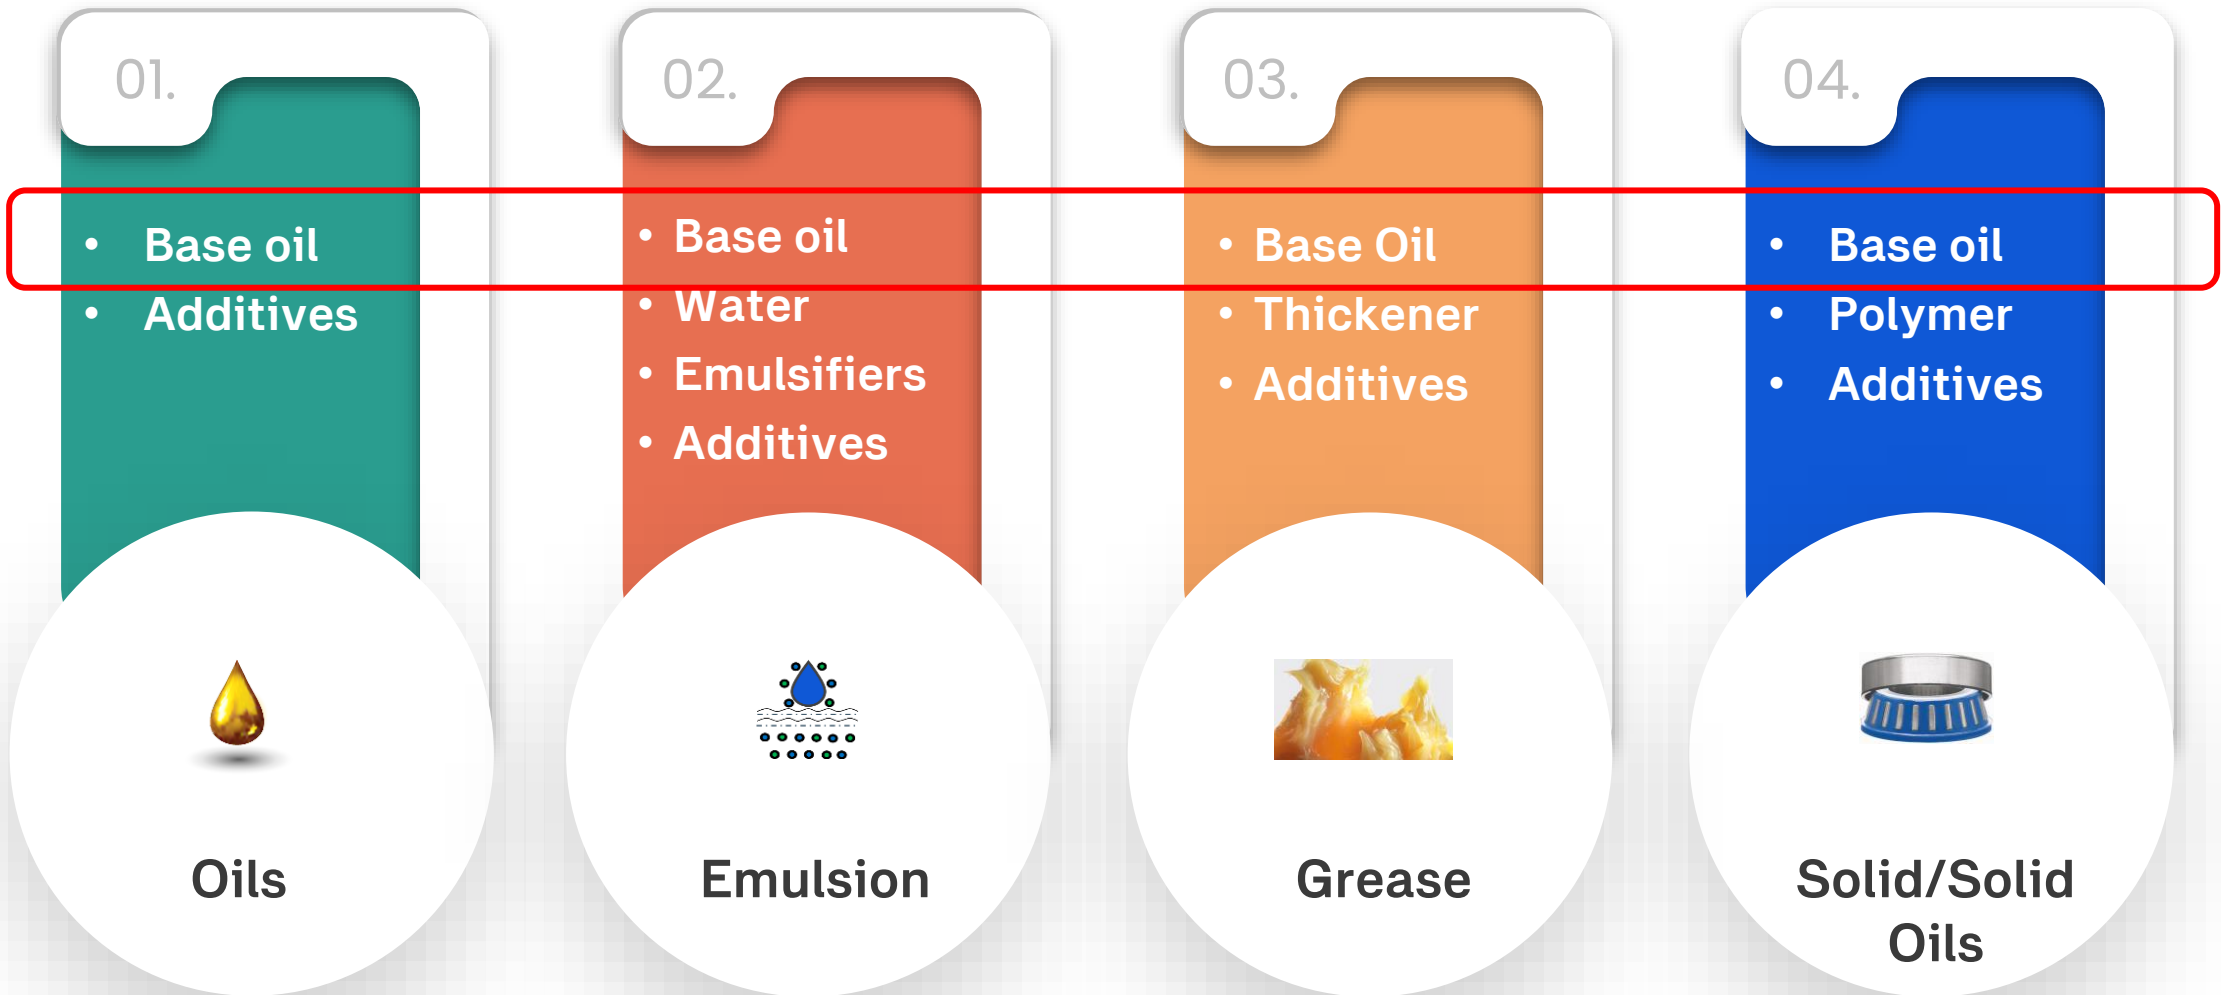 01.
• Base oil
• Additives
Oils
02.
• Base oil
• Water
• Emulsifiers
• Additives
Emulsion
03.
• Base Oil
• Thickener
• Additives
Grease
04.
• Base oil
• Polymer
• Additives
Solid/Solid
Oils